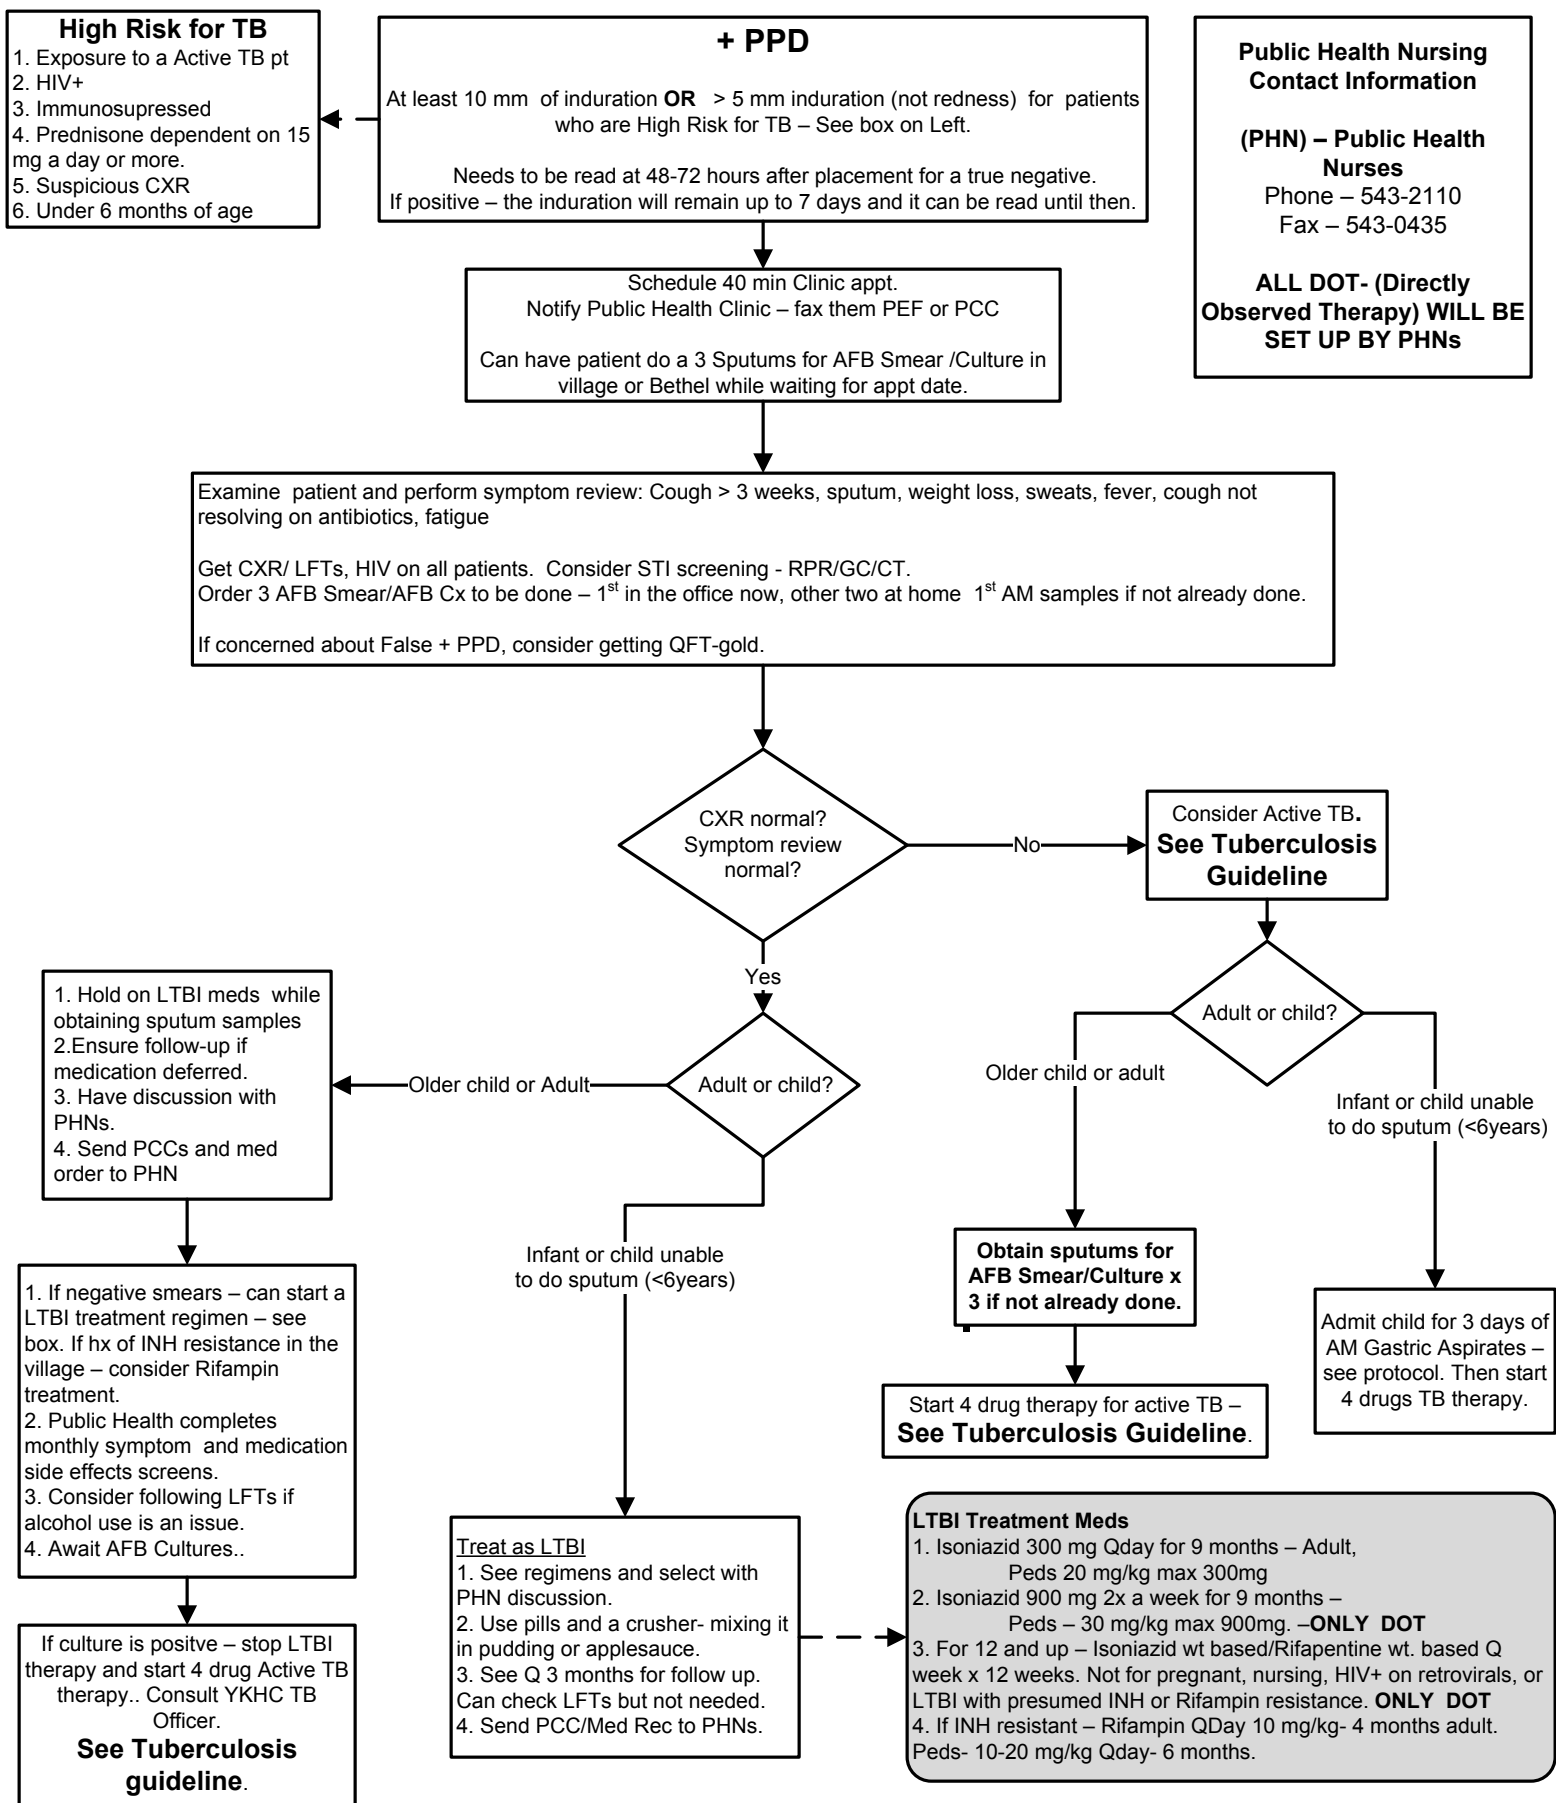 High Risk for TB
1. Exposure to a Active TB pt
2. HIV+
3. Immunosupressed
4. Prednisone dependent on 15
mg a day or more.
5. Suspicious CXR
6. Under 6 months of age
+ PPD
At least 10 mm of induration OR > 5 mm induration (not redness) for patients
who are High Risk for TB – See box on Left.
Needs to be read at 48-72 hours after placement for a true negative.
If positive – the induration will remain up to 7 days and it can be read until then.
Public Health Nursing
Contact Information
(PHN) – Public Health
Nurses
Phone – 543-2110
Fax – 543-0435
ALL DOT- (Directly
Observed Therapy) WILL BE
SET UP BY PHNs
Schedule 40 min Clinic appt.
Notify Public Health Clinic – fax them PEF or PCC
Can have patient do a 3 Sputums for AFB Smear /Culture in
village or Bethel while waiting for appt date.
Examine patient and perform symptom review: Cough > 3 weeks, sputum, weight loss, sweats, fever, cough not
resolving on antibiotics, fatigue
Get CXR/ LFTs, HIV on all patients. Consider STI screening - RPR/GC/CT.
Order 3 AFB Smear/AFB Cx to be done – 1st in the office now, other two at home 1st AM samples if not already done.
If concerned about False + PPD, consider getting QFT-gold.
CXR normal?
Symptom review
normal?
No
Consider Active TB.
See Tuberculosis
Guideline
Yes
Adult or child?
Older child or Adult
1. Hold on LTBI meds while
obtaining sputum samples
2.Ensure follow-up if
medication deferred.
3. Have discussion with
PHNs.
4. Send PCCs and med
order to PHN
Adult or child?
Older child or adult
Infant or child unable
to do sputum (<6years)
Infant or child unable
to do sputum (<6years)
1. If negative smears – can start a
LTBI treatment regimen – see
box. If hx of INH resistance in the
village – consider Rifampin
treatment.
2. Public Health completes
monthly symptom and medication
side effects screens.
3. Consider following LFTs if
alcohol use is an issue.
4. Await AFB Cultures..
Obtain sputums for
AFB Smear/Culture x
3 if not already done.
Admit child for 3 days of
AM Gastric Aspirates –
see protocol. Then start
4 drugs TB therapy.
Start 4 drug therapy for active TB –
See Tuberculosis Guideline.
If culture is positve – stop LTBI
therapy and start 4 drug Active TB
therapy.. Consult YKHC TB
Officer.
See Tuberculosis
guideline.
Treat as LTBI
1. See regimens and select with
PHN discussion.
2. Use pills and a crusher- mixing it
in pudding or applesauce.
3. See Q 3 months for follow up.
Can check LFTs but not needed.
4. Send PCC/Med Rec to PHNs.
LTBI Treatment Meds
1. Isoniazid 300 mg Qday for 9 months – Adult,
Peds 20 mg/kg max 300mg
2. Isoniazid 900 mg 2x a week for 9 months –
Peds – 30 mg/kg max 900mg. –ONLY DOT
3. For 12 and up – Isoniazid wt based/Rifapentine wt. based Q
week x 12 weeks. Not for pregnant, nursing, HIV+ on retrovirals, or
LTBI with presumed INH or Rifampin resistance. ONLY DOT
4. If INH resistant – Rifampin QDay 10 mg/kg- 4 months adult.
Peds- 10-20 mg/kg Qday- 6 months.